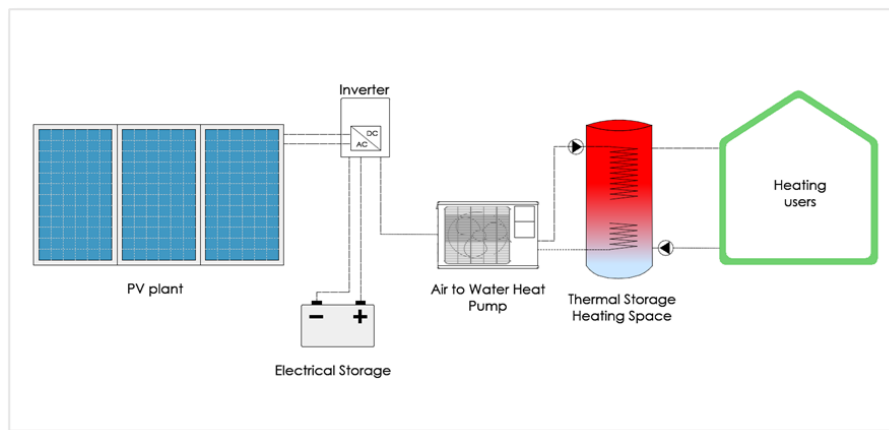 Inverter
DC
AC
PV plant
Electrical Storage
Air to Water Heat
Pump
Thermal Storage
Heating Space
Heating
users